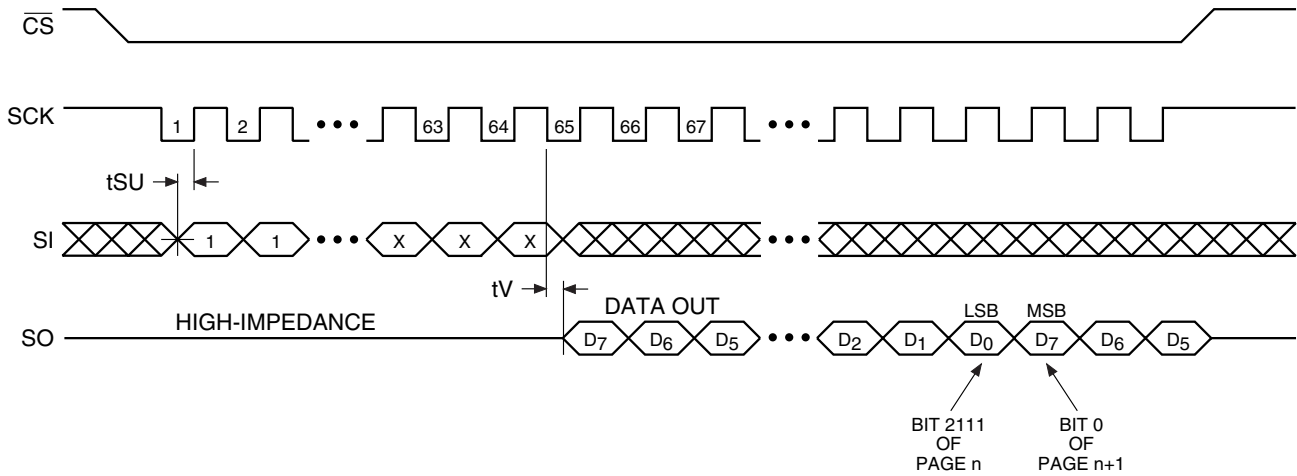 CS
SCK 1 2 ••• 63 64 65 66 67 •••
tSU
SI 1 1 ••• X X X •••
tV
DATA OUT
LSB MSB
HIGH-IMPEDANCE
SO D7 D6 D5 ••• D2 D1 D0 D7 D6 D5
BIT 2111
OF
PAGE n
BIT 0
OF
PAGE n+1